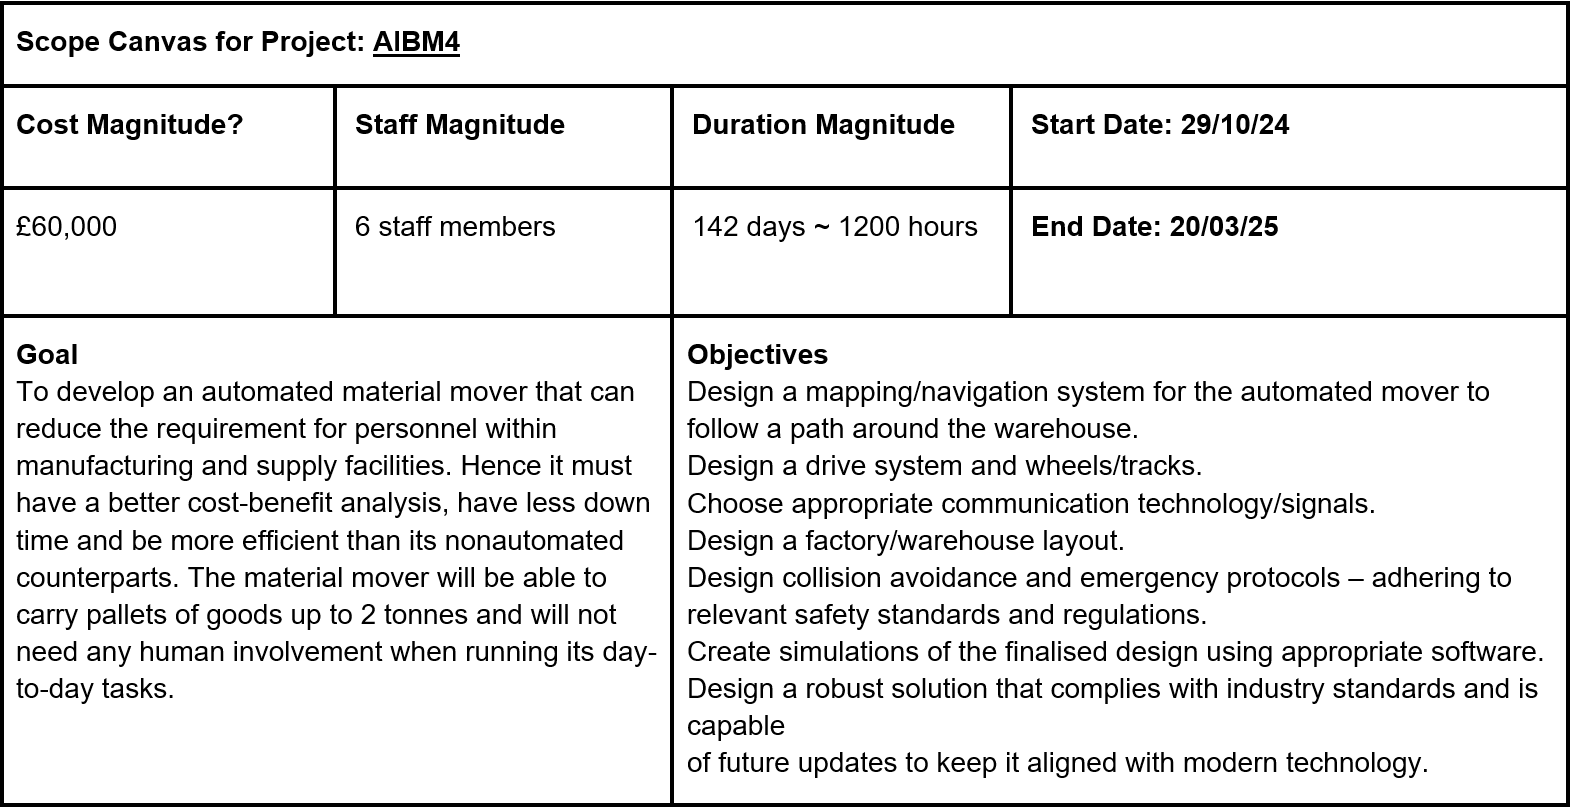 Scope Canvas for Project: AIBM4
Cost Magnitude?
Staff Magnitude
Duration Magnitude
Start Date: 29/10/24
£60,000
6 staff members
142 days ~ 1200 hours
End Date: 20/03/25
Goal
To develop an automated material mover that can
reduce the requirement for personnel within
manufacturing and supply facilities. Hence it must
have a better cost-benefit analysis, have less down
time and be more efficient than its nonautomated
counterparts. The material mover will be able to
carry pallets of goods up to 2 tonnes and will not
need any human involvement when running its day-
to-day tasks.
Objectives
Design a mapping/navigation system for the automated mover to
follow a path around the warehouse.
Design a drive system and wheels/tracks.
Choose appropriate communication technology/signals.
Design a factory/warehouse layout.
Design collision avoidance and emergency protocols – adhering to
relevant safety standards and regulations.
Create simulations of the finalised design using appropriate software.
Design a robust solution that complies with industry standards and is
capable
of future updates to keep it aligned with modern technology.